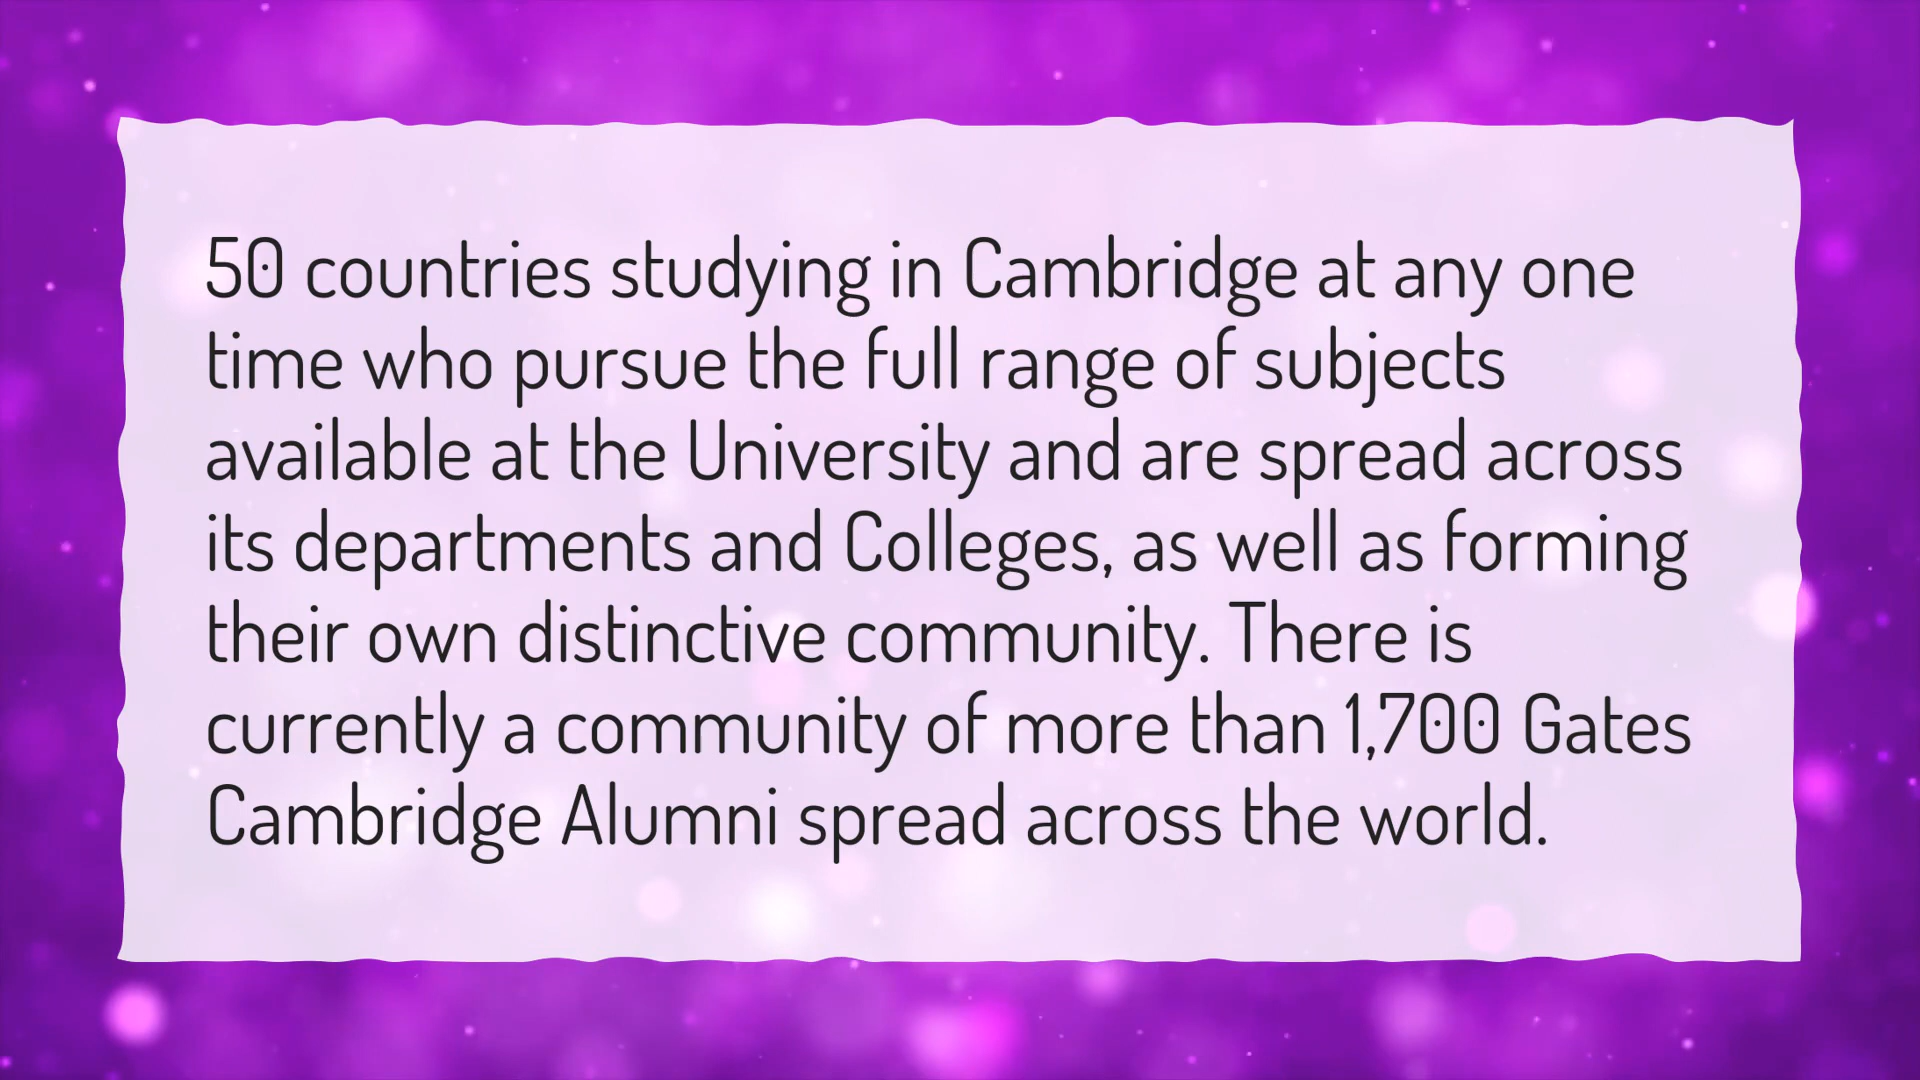 50 countries studying in Cambridge at any one
time who pursue the full range of subjects
available at the University and are spread across
its departments and Colleges, as well as forming
their own distinctive community. There is
currently a community of more than 1,700 Gates
Cambridge Alumni spread across the world.